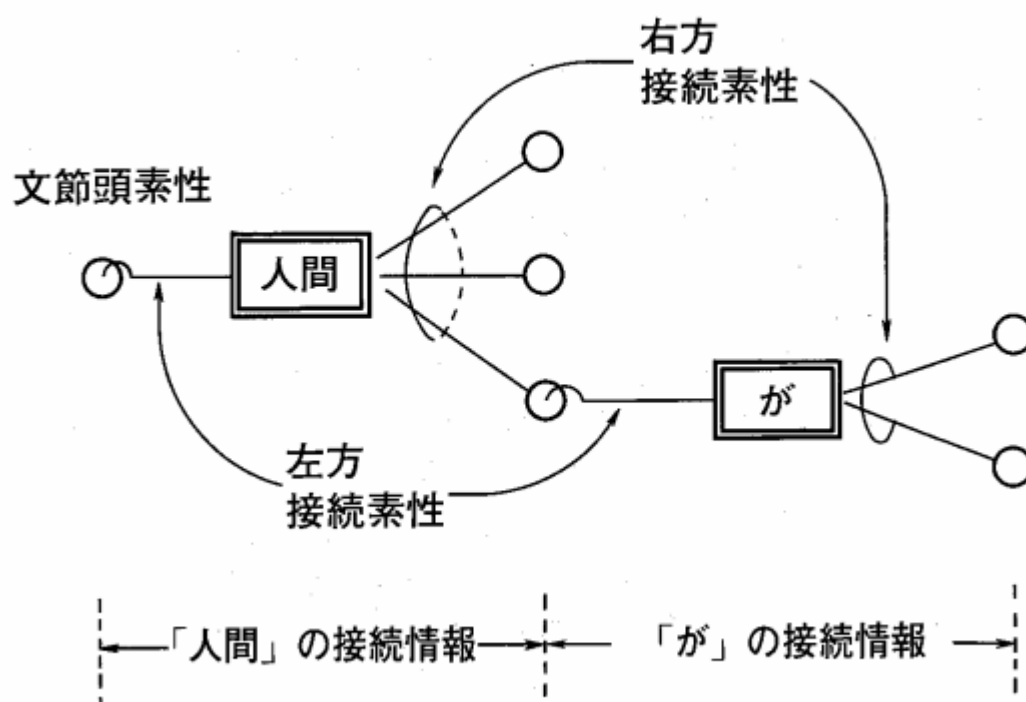 右方
接続素性
文節頭素性
人間
が
左方
接続素性
「人間」の接続情報
「が」の接続情報